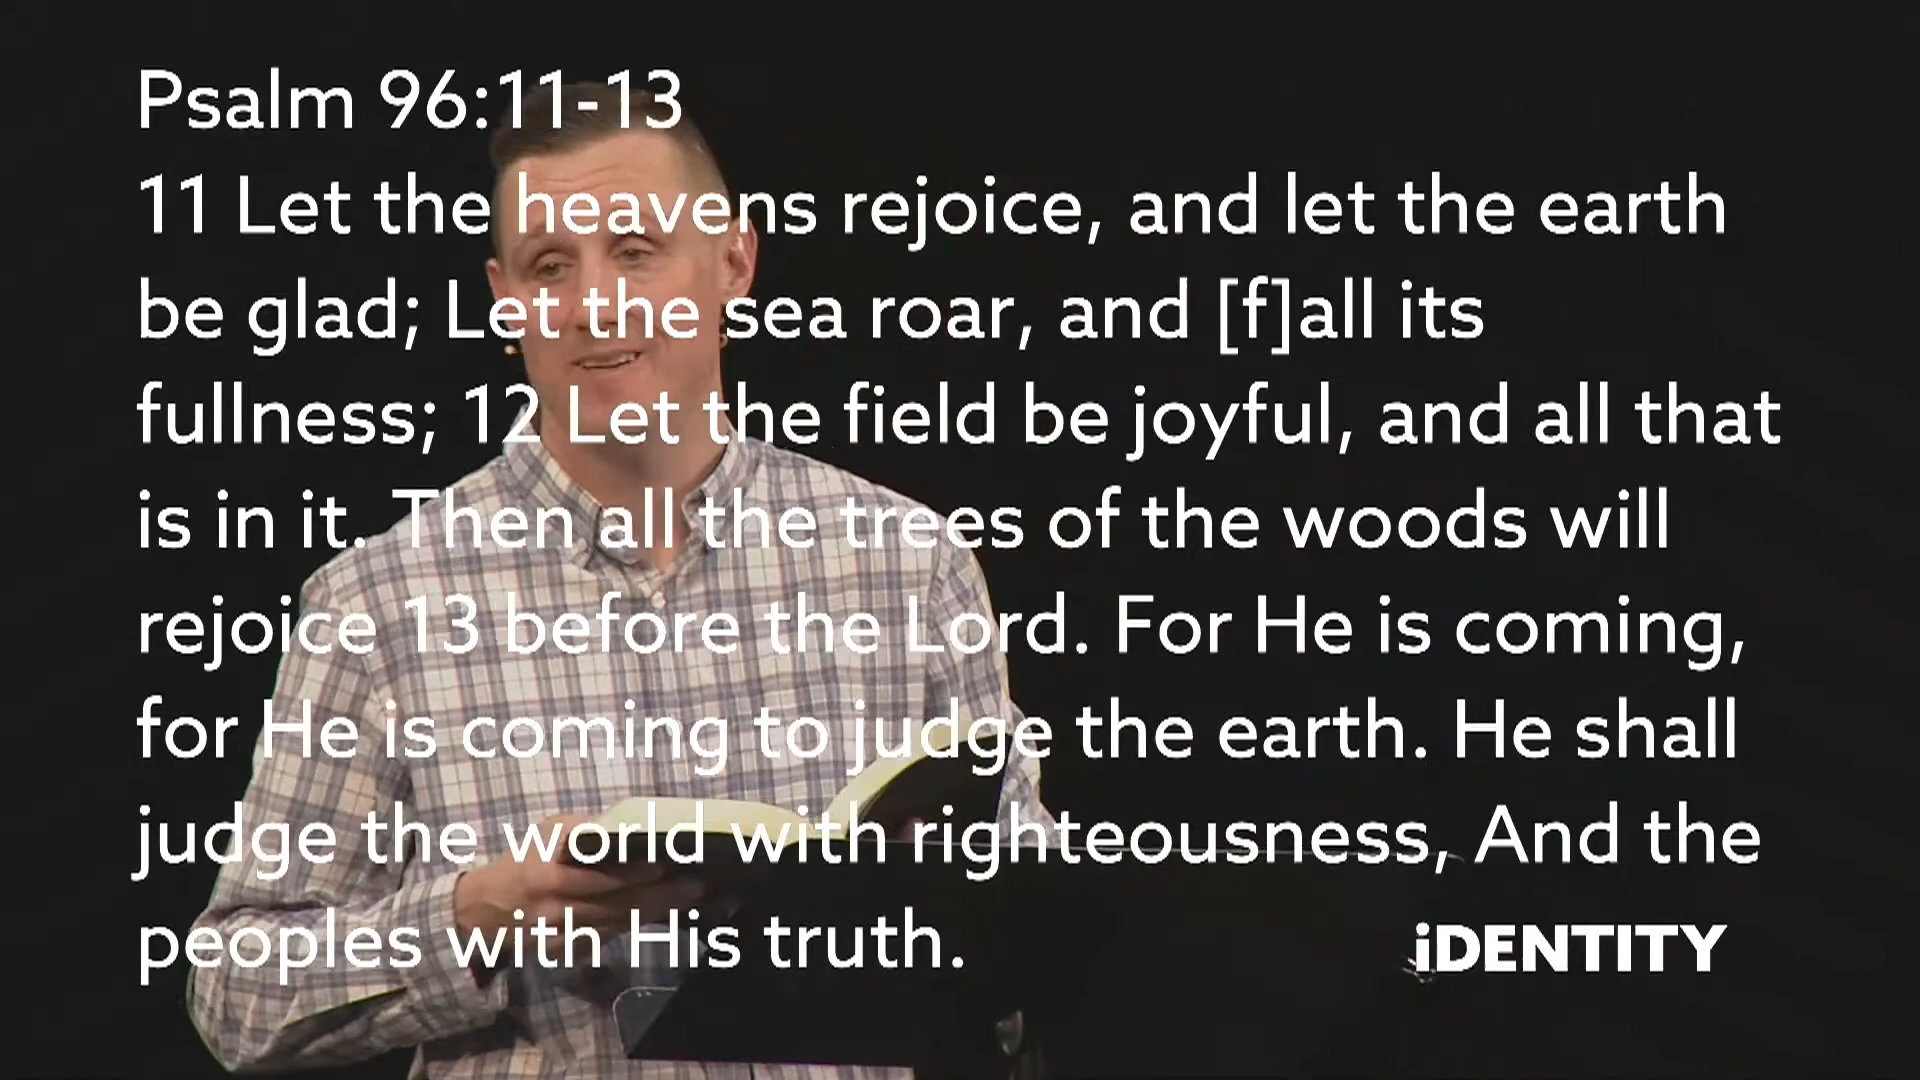 Psalm 96:11-13
11 Let the heavens rejoice, and let the earth
be glad; Let the sea roar, and [f]all its
fullness; 12 Let the field be joyful, and all that
is in it. Then all the trees of the woods will
rejoice 13 before the Lord. For He is coming,
for He is coming to judge the earth. He shall
judge the world with righteousness, And the
peoples with His truth.
iDENTITY